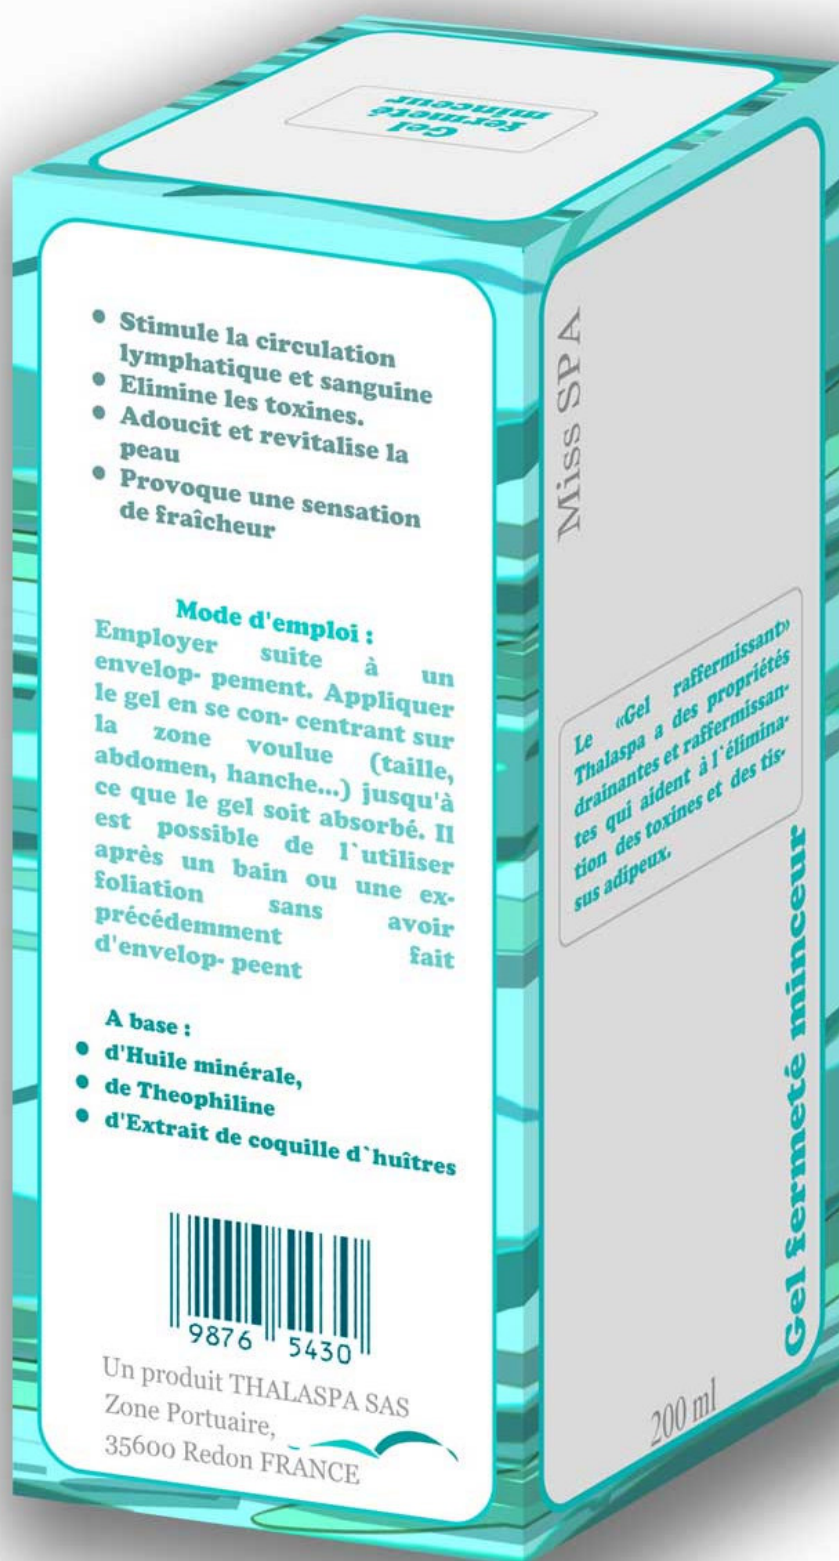 Gel
fermeté
minceur
• Stimule la circulation
lymphatique et sanguine
• Elimine les toxines.
• Adoucit et revitalise la
peau
• Provoque une sensation
de fraîcheur
Mode d'emploi :
Employer suite à un
envelop- pement. Appliquer
le gel en se con- centrant sur
la zone voulue (taille,
abdomen, hanche...) jusqu'à
ce que le gel soit absorbé. Il
est possible de l`utiliser
après un bain ou une ex-
foliation sans avoir
précédemment fait
d'envelop- peent
A base :
• d'Huile minérale,
• de Theophiline
• d'Extrait de coquille d`huîtres
9876 5430
Un produit THALASPA SAS
Zone Portuaire,
35600 Redon FRANCE
Miss SPA
Le «Gel raffermissant»
Thalaspa a des propriétés
drainantes et raffermissan-
tes qui aident à l`élimina-
tion des toxines et des tis-
sus adipeux.
Gel fermeté minceur
200 ml